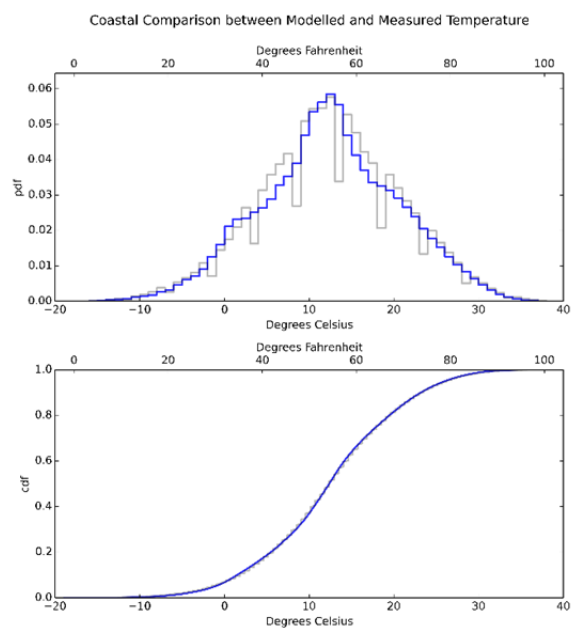 Coastal Comparison between Modelled and Measured Temperature
Degrees Fahrenheit
0 20 40 60 80 100
0.06
0.05
0.04
0.03
0.02
0.01
0.00
pdf
−20 −10 0 10 20 30 40
Degrees Celsius
Degrees Fahrenheit
0 20 40 60 80 100
1.0
0.8
0.6
0.4
0.2
0.0
cdf
−20 −10 0 10 20 30 40
Degrees Celsius